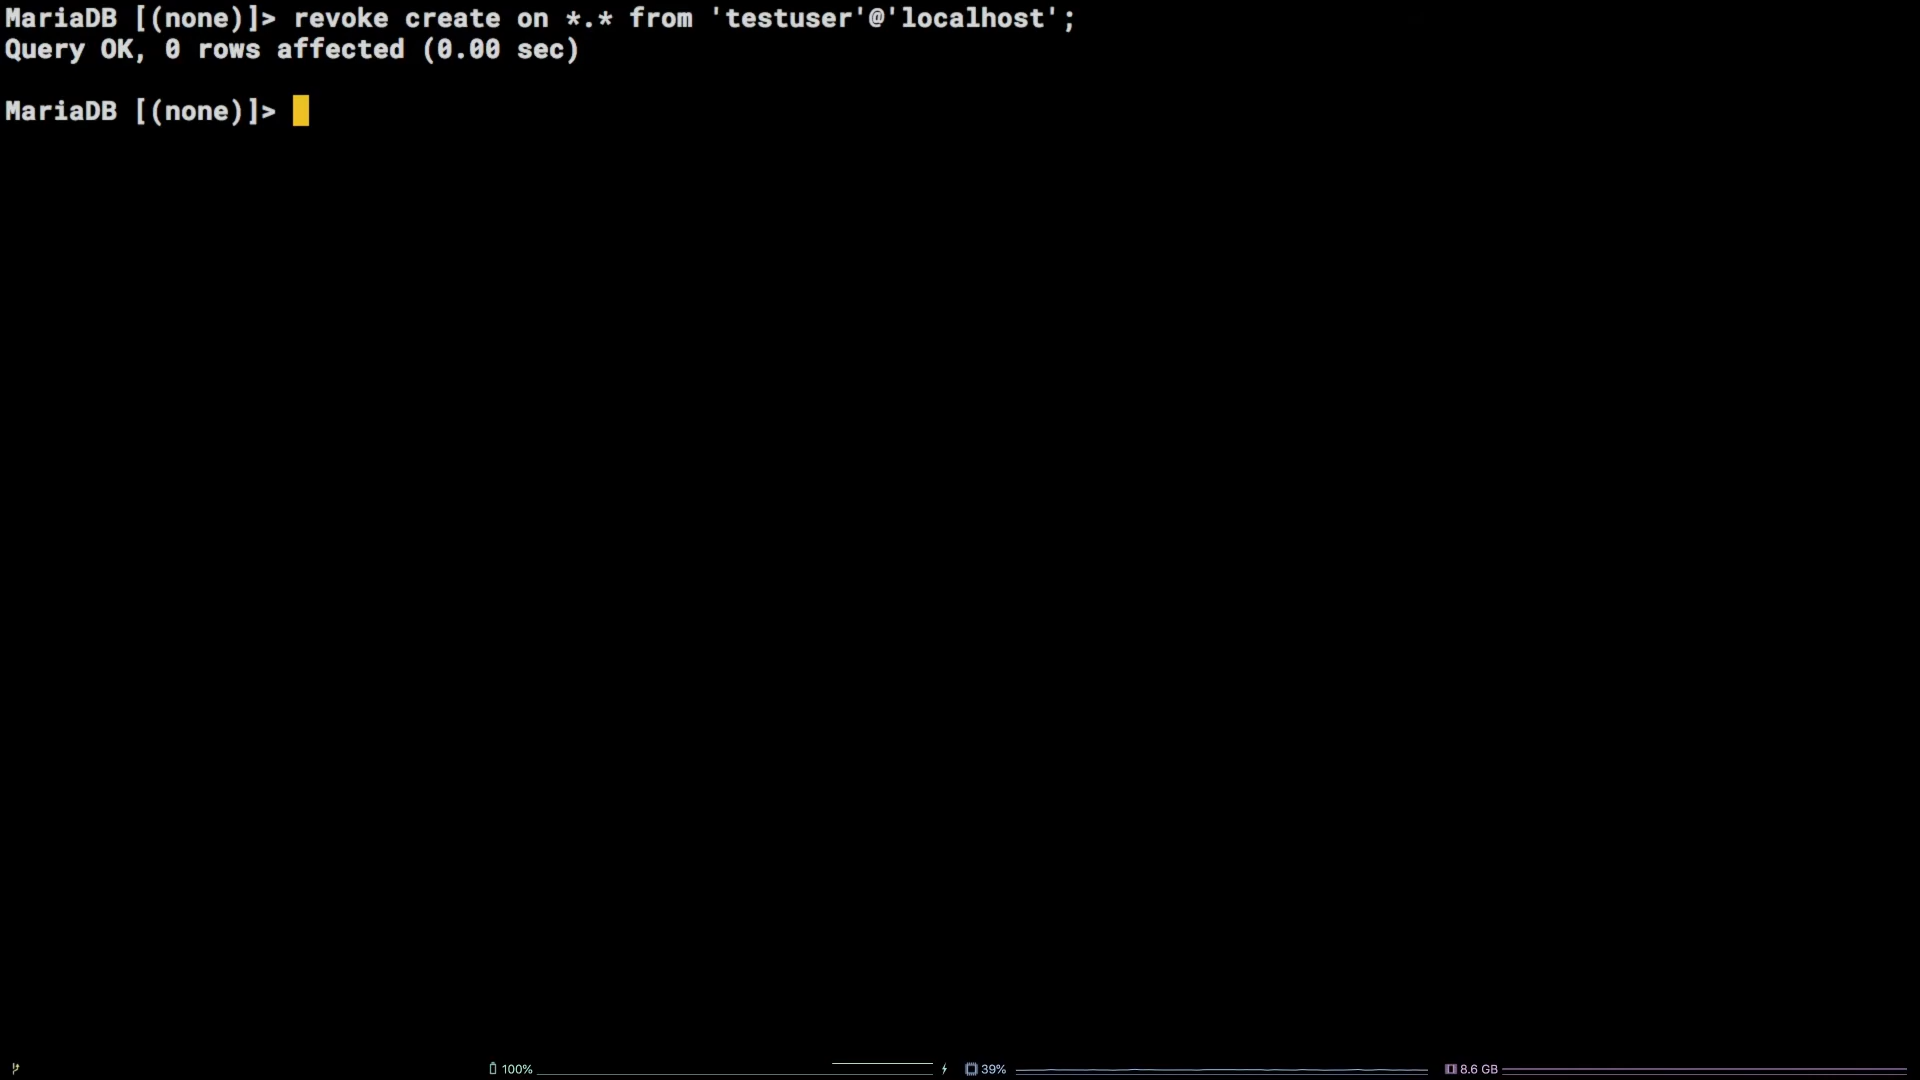 MariaDB [(none)]> revoke create on *.* from 'testuser'@'localhost';
Query OK, 0 rows affected (0.00 sec)
MariaDB [(none)]>
100% 39% 8.6 GB